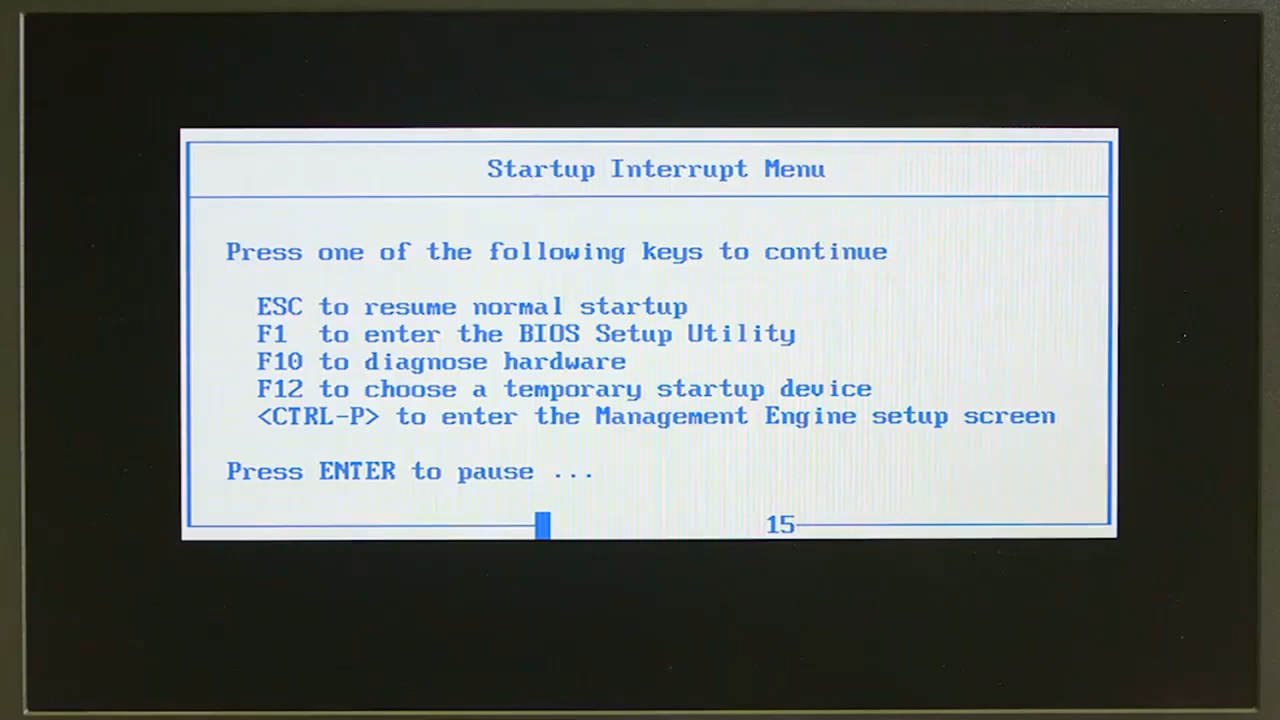 Startup Interrupt Menu
Press one of the following keys to continue
ESC to resume normal startup
F1  to enter the BIOS Setup Utility
F10 to diagnose hardware
F12 to choose a temporary startup device
<CTRL-P> to enter the Management Engine setup screen
Press ENTER to pause ...
15